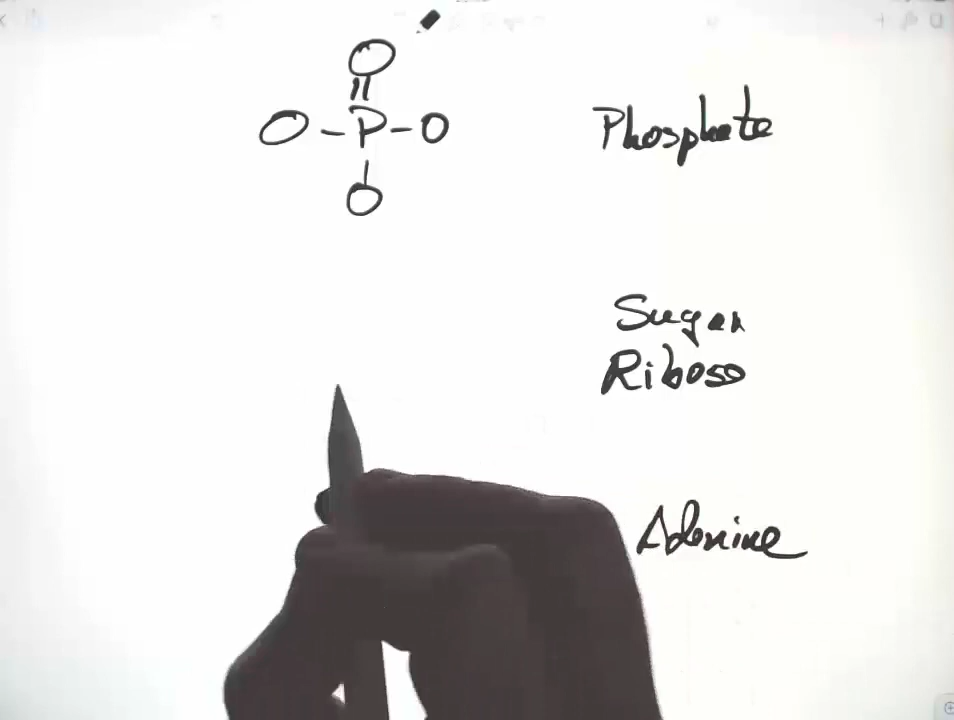 O
O - P - O
O
Phosphate
Sugar
Ribose
Adenine